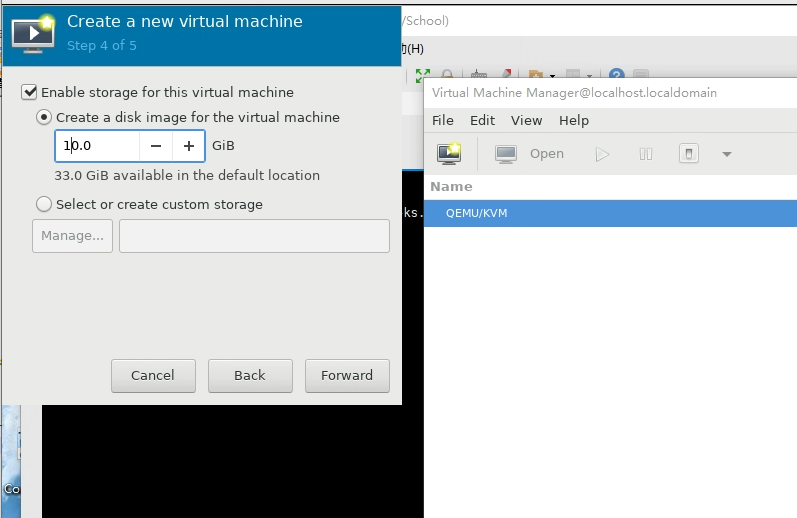 Create a new virtual machine
Step 4 of 5
Enable storage for this virtual machine
Create a disk image for the virtual machine
10.0
GiB
33.0 GiB available in the default location
Select or create custom storage
Manage...
Cancel
Back
Forward
/School)
(H)
Virtual Machine Manager@localhost.localdomain
File
Edit
View
Help
Open
Name
QEMU/KVM
ks.
Co